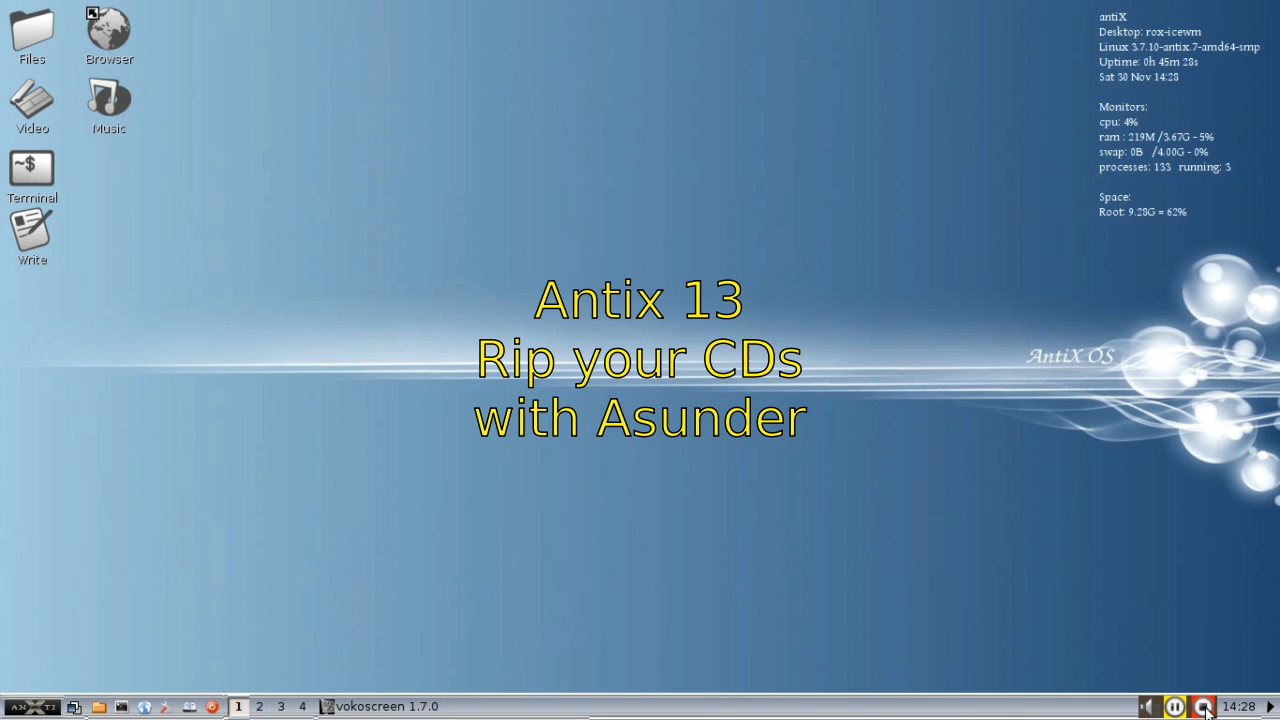 Files
Browser
Video
Music
~$
Terminal
Write
antiX
Desktop: rox-icewm
Linux 3.7.10-antix.7-amd64-smp
Uptime: 0h 45m 28s
Sat 30 Nov 14:28
Monitors:
cpu: 4%
ram : 219M /3.67G - 5%
swap: 0B /4.00G - 0%
processes: 133 running: 3
Space:
Root: 9.28G = 62%
Antix 13
Rip your CDs
with Asunder
AntiX OS
ANTI 1 2 3 4 vokoscreen 1.7.0 14:28